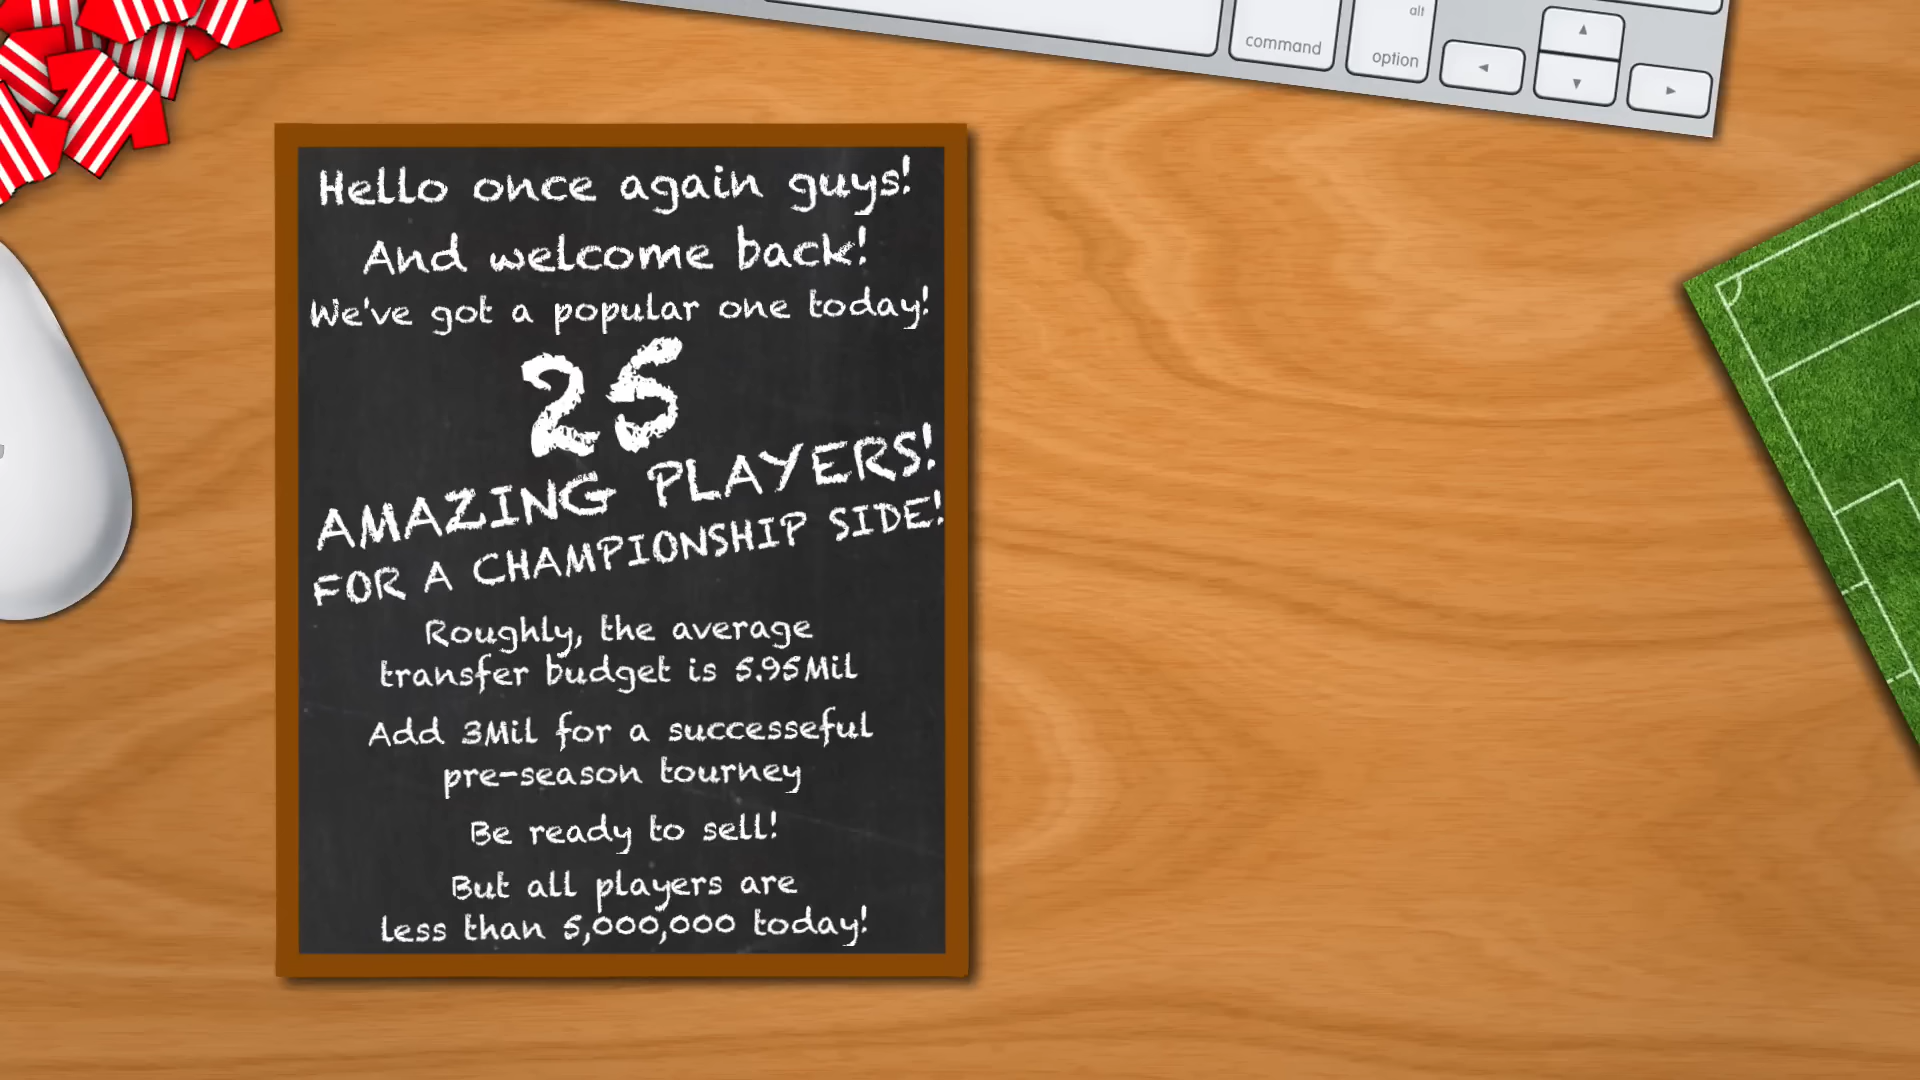 alt
command
option
Hello once again guys!
And welcome back!
We've got a popular one today!
25
AMAZING PLAYERS!
FOR A CHAMPIONSHIP SIDE!
Roughly, the average
transfer budget is 5.95Mil
Add 3Mil for a successeful
pre-season tourney
Be ready to sell!
But all players are
less than 5,000,000 today!